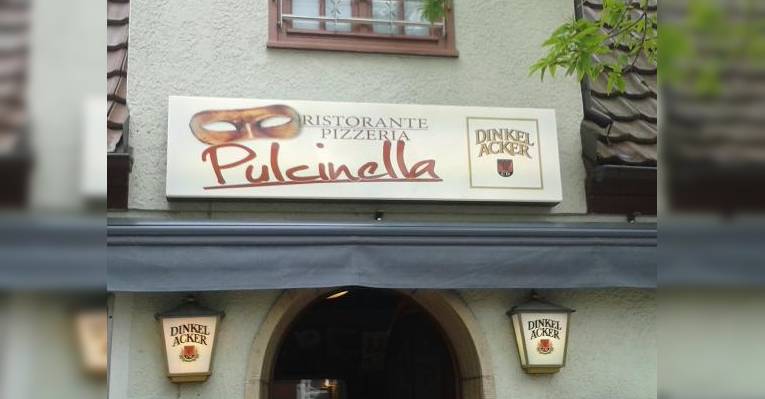 RISTORANTE
PIZZERIA
Pulcinella
DINKEL
ACKER
DINKEL
ACKER
DINKEL
ACKER